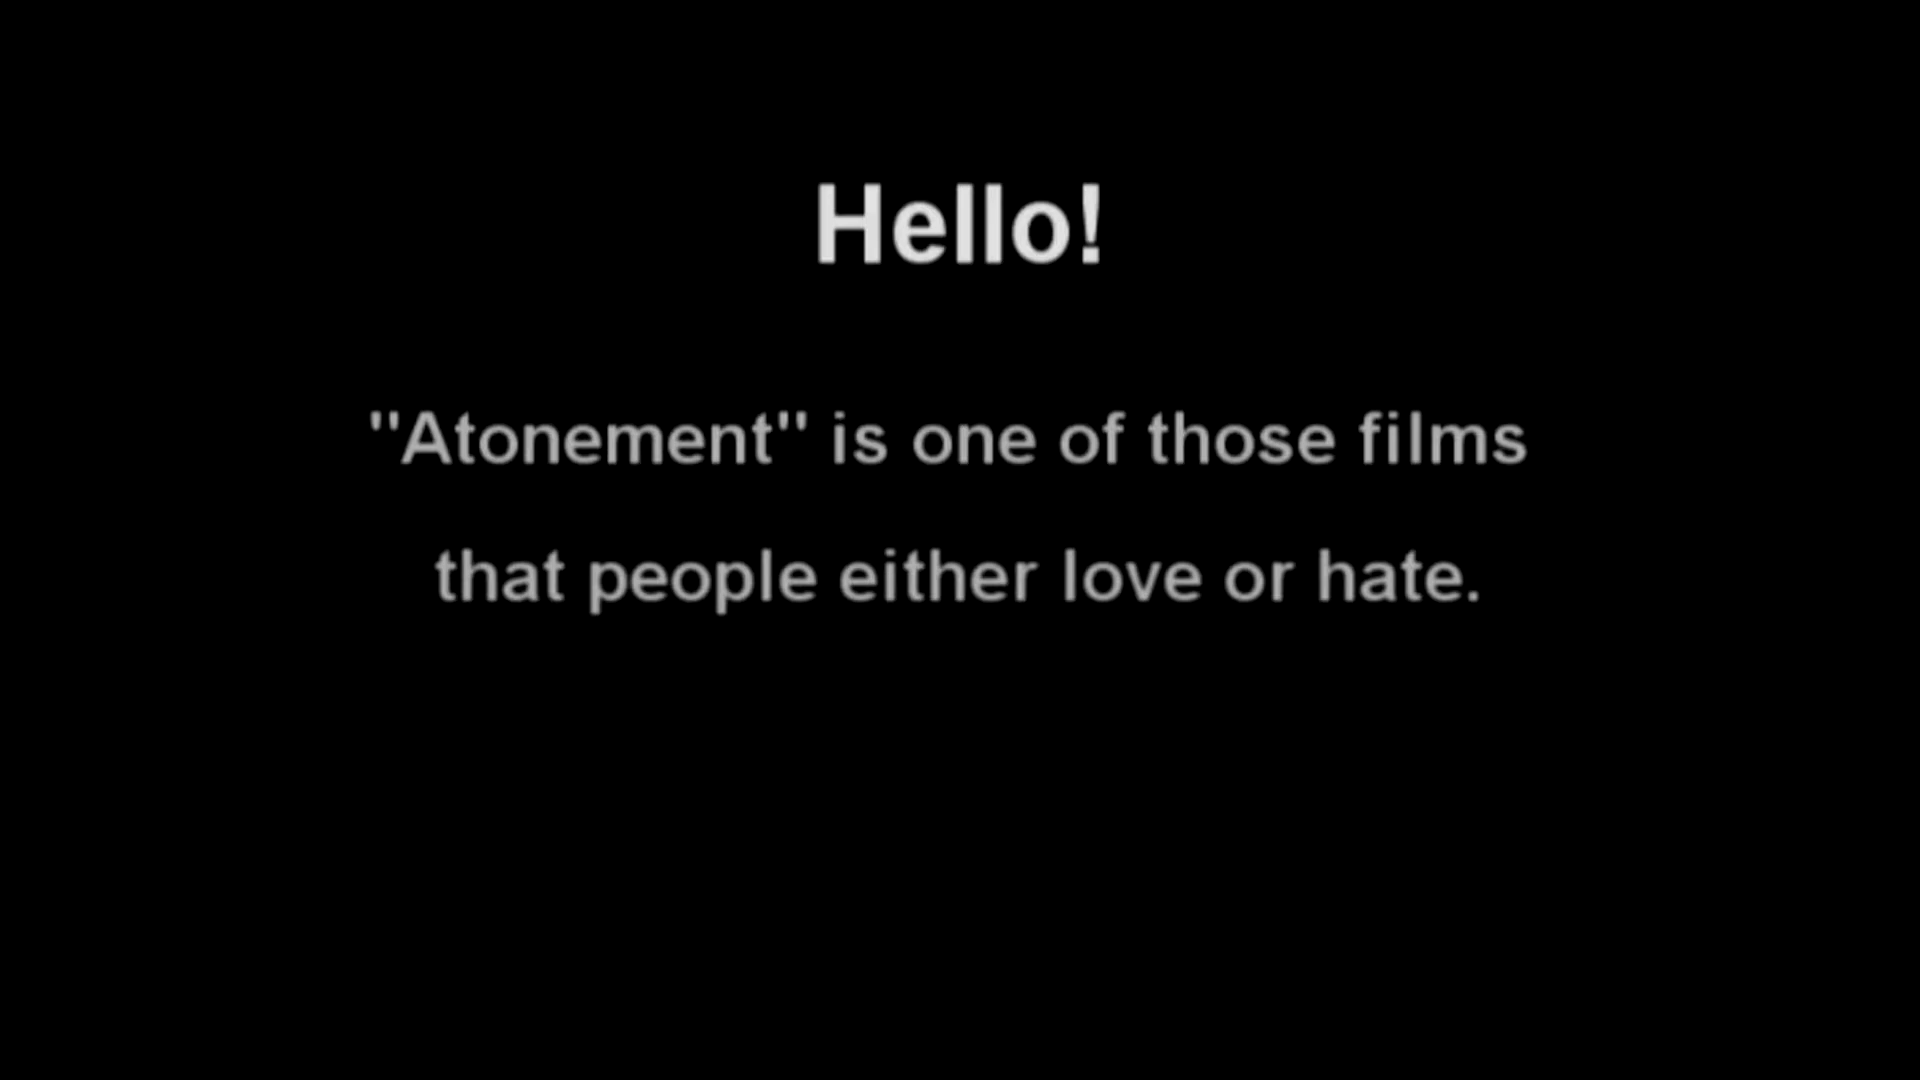 Hello!
"Atonement" is one of those films
that people either love or hate.